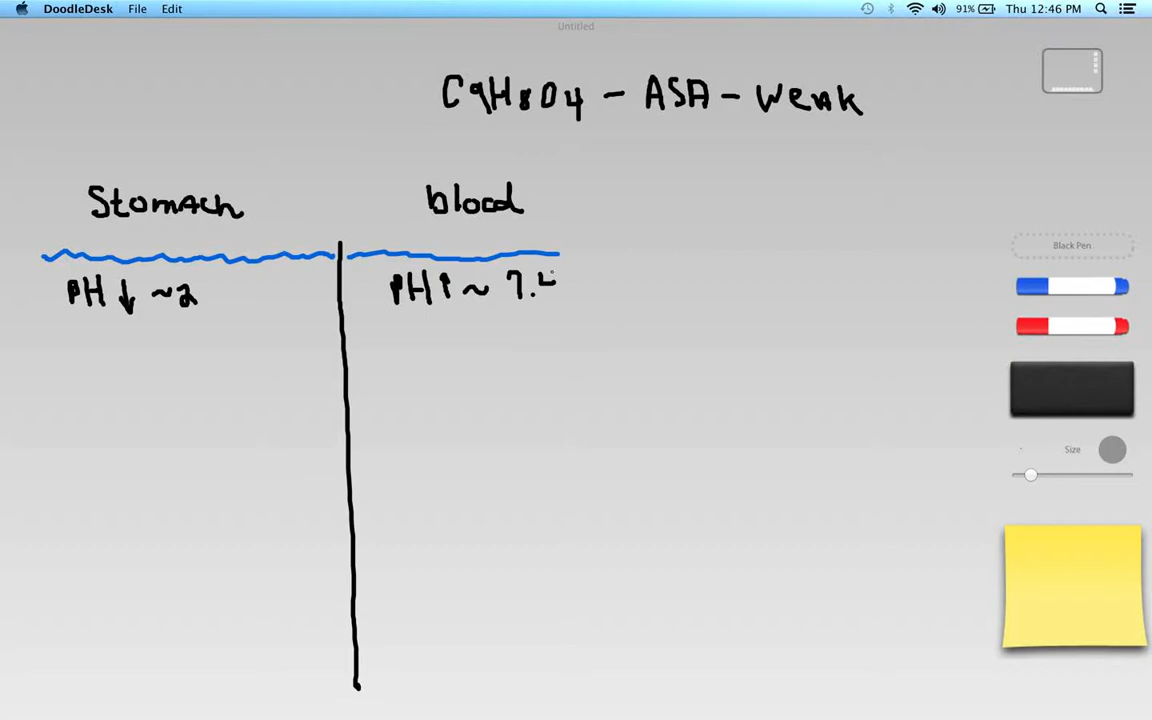 DoodleDesk File Edit 91% Thu 12:46 PM
Untitled
C9H8O4 - ASA - weak
Stomach blood
PH ↓ ~2 PH ↑ ~ 7.4
Black Pen
Size